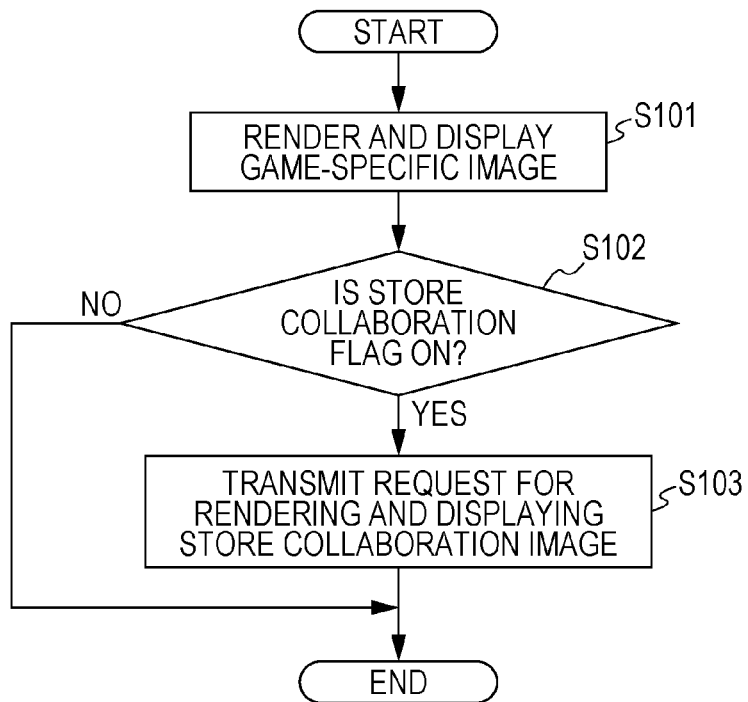 START
RENDER AND DISPLAY
GAME-SPECIFIC IMAGE
S101
IS STORE
COLLABORATION
FLAG ON?
S102
NO
YES
TRANSMIT REQUEST FOR
RENDERING AND DISPLAYING
STORE COLLABORATION IMAGE
S103
END